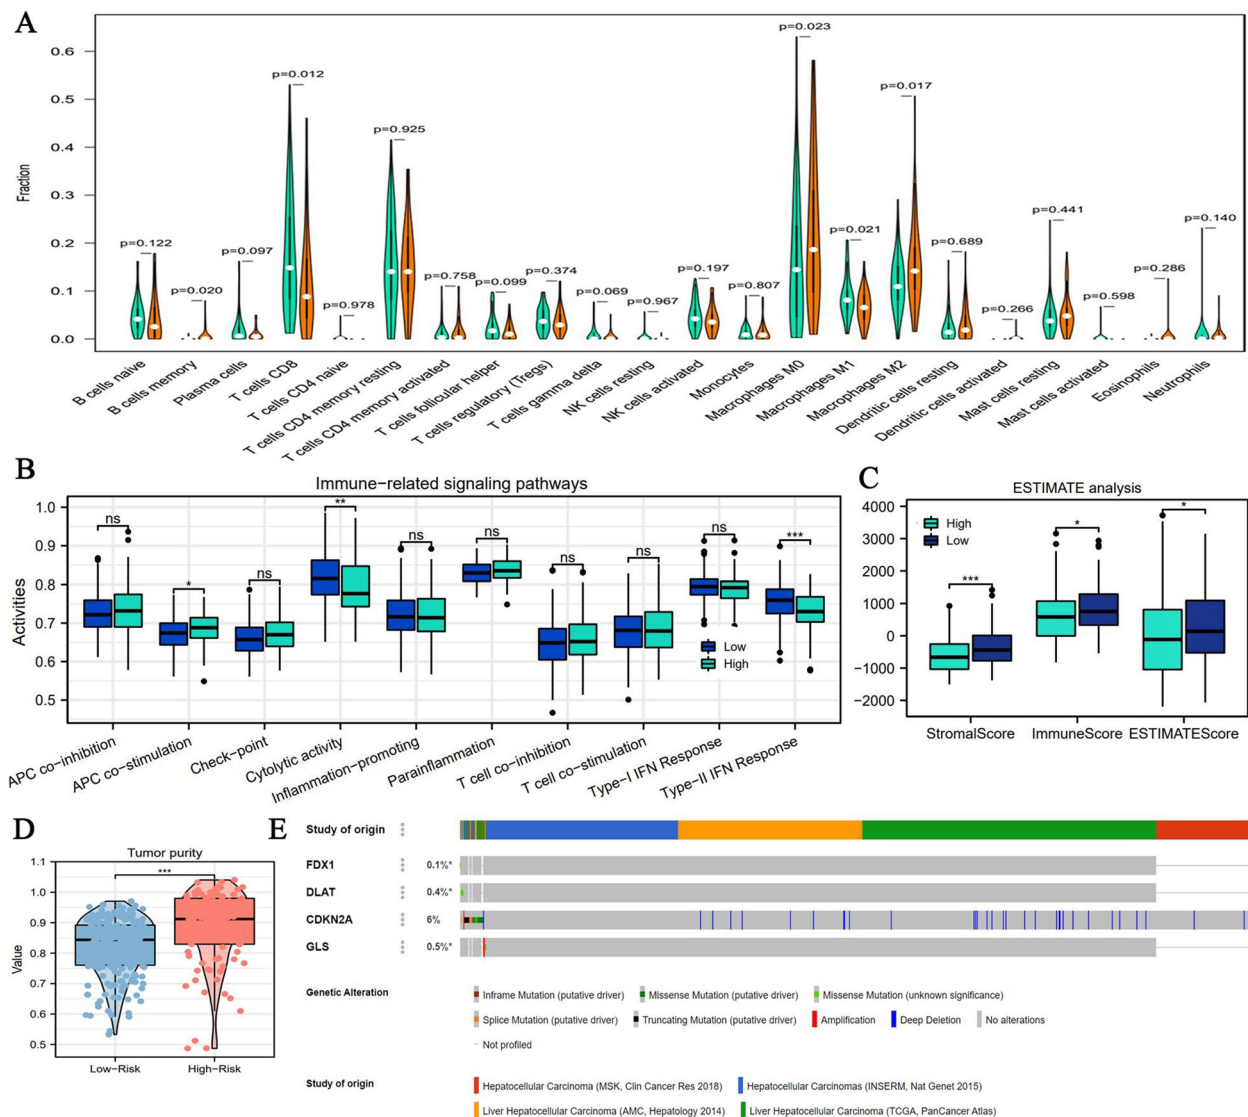 A
Fraction
0.6
0.5
0.4
0.3
0.2
0.1
0.0
p=0.122
p=0.020
p=0.097
p=0.012
p=0.978
p=0.925
p=0.758
p=0.099
p=0.374
p=0.069
p=0.967
p=0.197
p=0.807
p=0.023
p=0.021
p=0.017
p=0.689
p=0.266
p=0.441
p=0.598
p=0.286
p=0.140
B cells naive
B cells memory
Plasma cells
T cells CD8
T cells CD4 naive
T cells CD4 memory resting
T cells CD4 memory activated
T cells follicular helper
T cells regulatory (Tregs)
T cells gamma delta
NK cells resting
NK cells activated
Monocytes
Macrophages M0
Macrophages M1
Macrophages M2
Dendritic cells resting
Dendritic cells activated
Mast cells resting
Mast cells activated
Eosinophils
Neutrophils
B
Immune-related signaling pathways
Activities
1.0
0.9
0.8
0.7
0.6
0.5
ns
*
ns
**
ns
ns
ns
ns
ns
***
Low
High
APC co-inhibition
APC co-stimulation
Check-point
Cytolytic activity
Inflammation-promoting
Parainflammation
T cell co-inhibition
T cell co-stimulation
Type-I IFN Response
Type-II IFN Response
C
ESTIMATE analysis
4000
3000
2000
1000
0
-1000
-2000
High
Low
***
*
*
StromalScore
ImmuneScore
ESTIMATEScore
D
Tumor purity
Value
1.1
1.0
0.9
0.8
0.7
0.6
0.5
***
Low-Risk
High-Risk
E
Study of origin
FDX1 0.1%*
DLAT 0.4%*
CDKN2A 6%
GLS 0.5%*
Genetic Alteration
Inframe Mutation (putative driver) Missense Mutation (putative driver) Missense Mutation (unknown significance)
Splice Mutation (putative driver) Truncating Mutation (putative driver) Amplification Deep Deletion No alterations
Not profiled
Study of origin
Hepatocellular Carcinoma (MSK, Clin Cancer Res 2018) Hepatocellular Carcinomas (INSERM, Nat Genet 2015)
Liver Hepatocellular Carcinoma (AMC, Hepatology 2014) Liver Hepatocellular Carcinoma (TCGA, PanCancer Atlas)